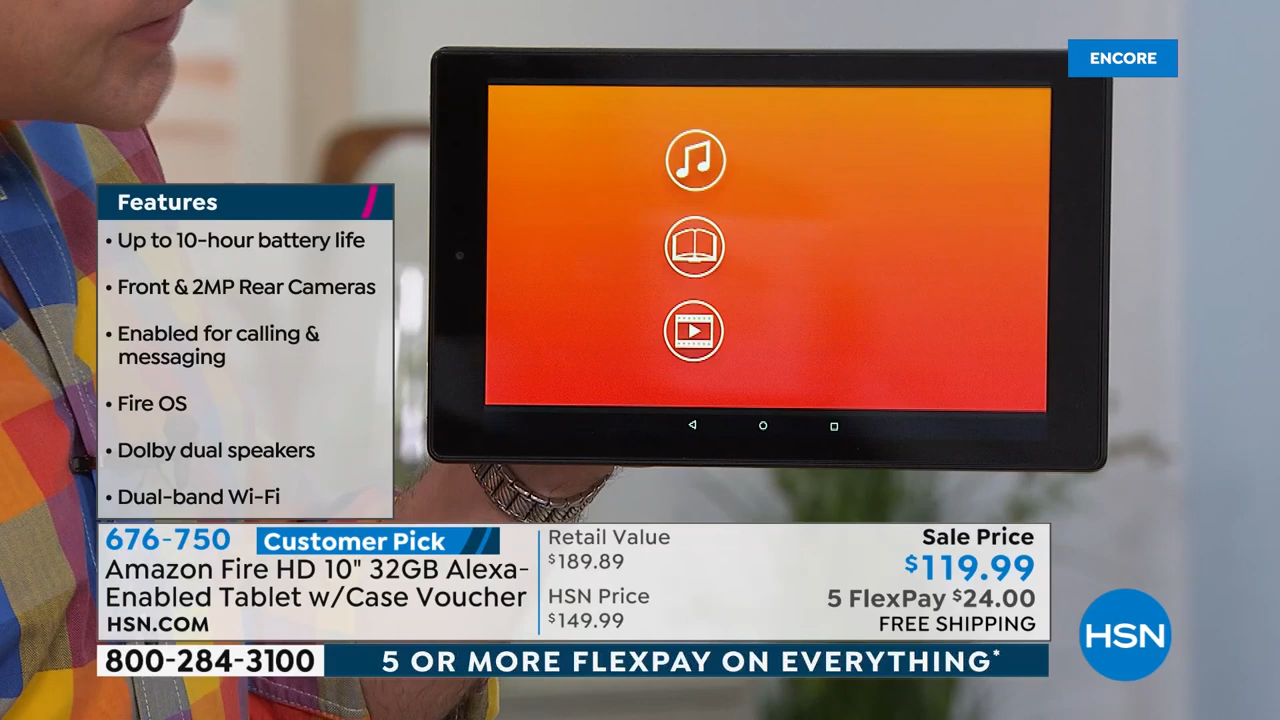 ENCORE
Features
• Up to 10-hour battery life
• Front & 2MP Rear Cameras
• Enabled for calling &
messaging
• Fire OS
• Dolby dual speakers
• Dual-band Wi-Fi
676-750 Customer Pick
Amazon Fire HD 10" 32GB Alexa-
Enabled Tablet w/Case Voucher
HSN.COM
Retail Value
$189.89
HSN Price
$149.99
Sale Price
$119.99
5 FlexPay $24.00
FREE SHIPPING
800-284-3100 5 OR MORE FLEXPAY ON EVERYTHING*
HSN